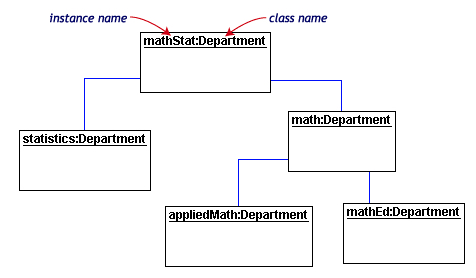 instance name
class name
mathStat:Department
math:Department
statistics:Department
appliedMath:Department
mathEd:Department